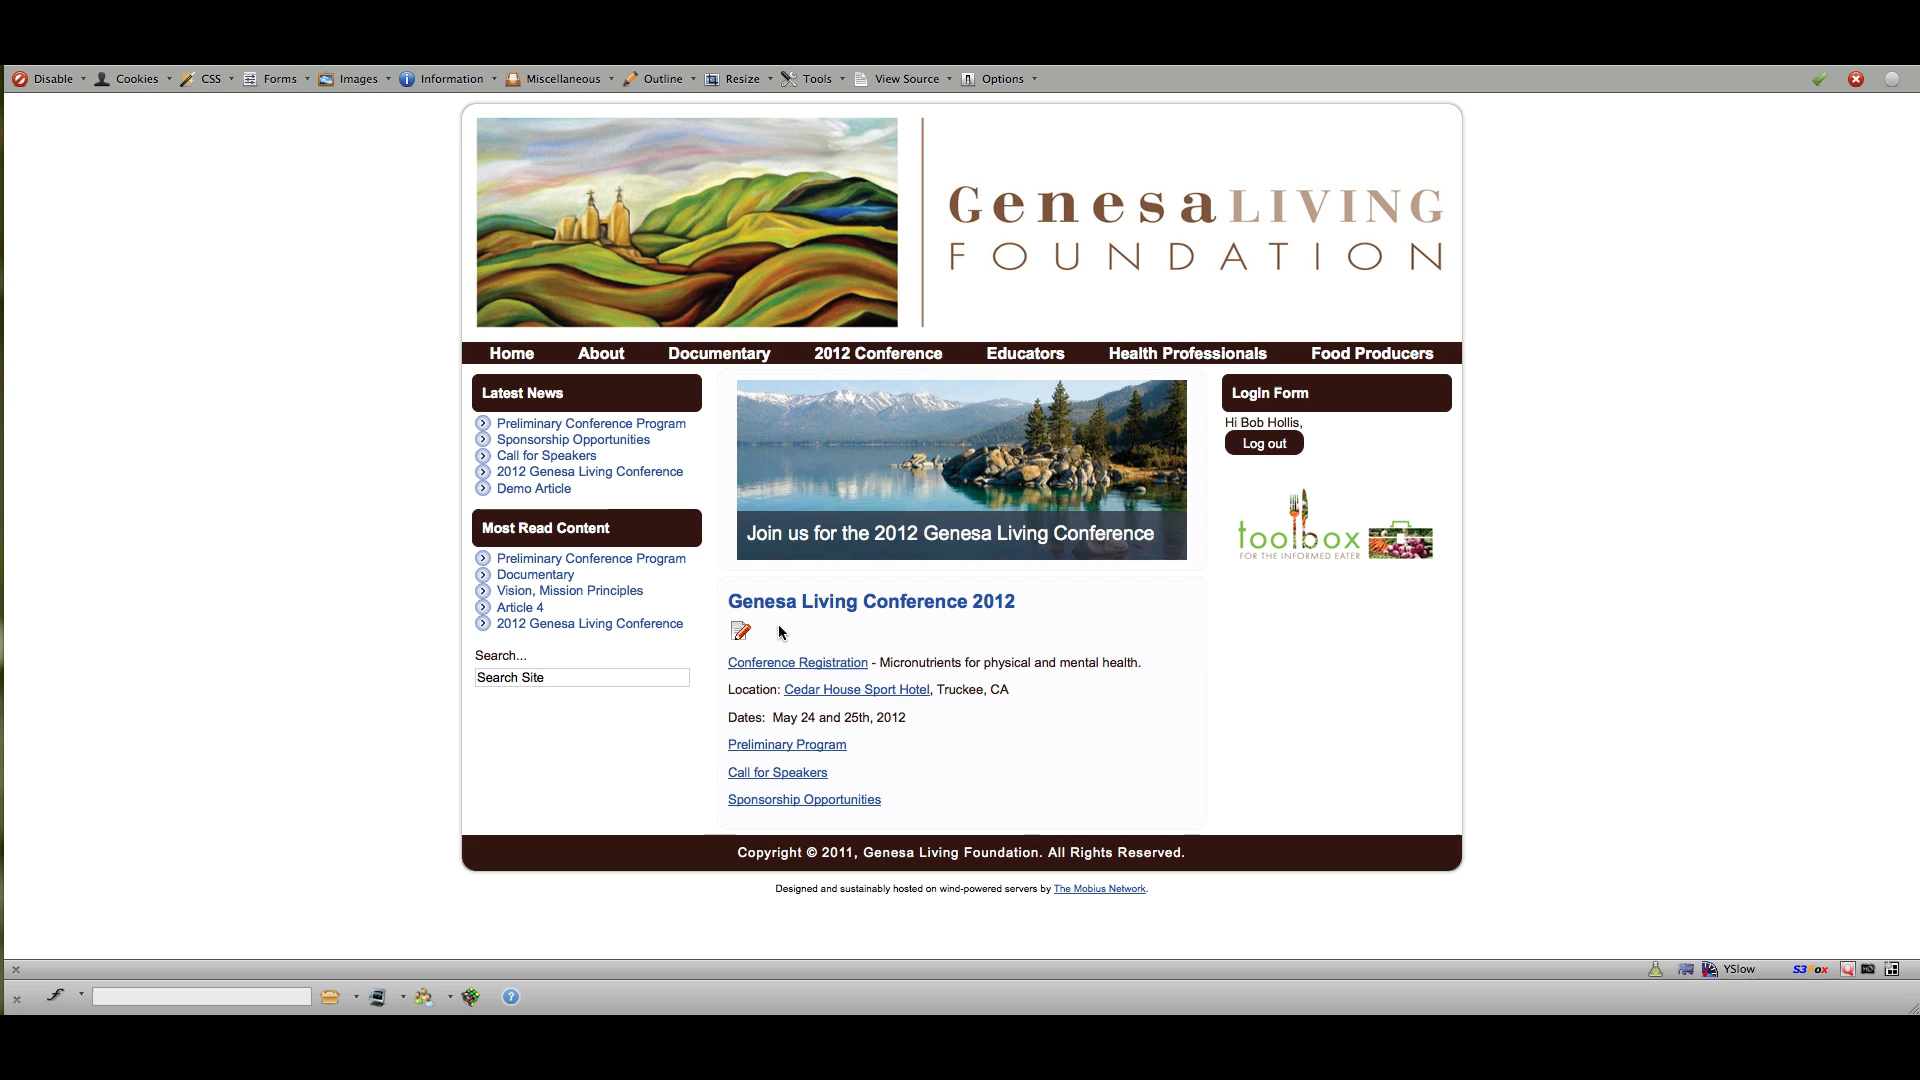 Disable Cookies CSS Forms Images Information Miscellaneous Outline Resize Tools View Source Options
Genesa LIVING
FOUNDATION
Home About Documentary 2012 Conference Educators Health Professionals Food Producers
Latest News
Preliminary Conference Program
Sponsorship Opportunities
Call for Speakers
2012 Genesa Living Conference
Demo Article
Most Read Content
Preliminary Conference Program
Documentary
Vision, Mission Principles
Article 4
2012 Genesa Living Conference
Search...
Search Site
Join us for the 2012 Genesa Living Conference
Genesa Living Conference 2012
Conference Registration - Micronutrients for physical and mental health.
Location: Cedar House Sport Hotel, Truckee, CA
Dates: May 24 and 25th, 2012
Preliminary Program
Call for Speakers
Sponsorship Opportunities
Login Form
Hi Bob Hollis,
Log out
toolbox
FOR THE INFORMED EATER
Copyright © 2011, Genesa Living Foundation. All Rights Reserved.
Designed and sustainably hosted on wind-powered servers by The Mobius Network.
YSlow S3Fox